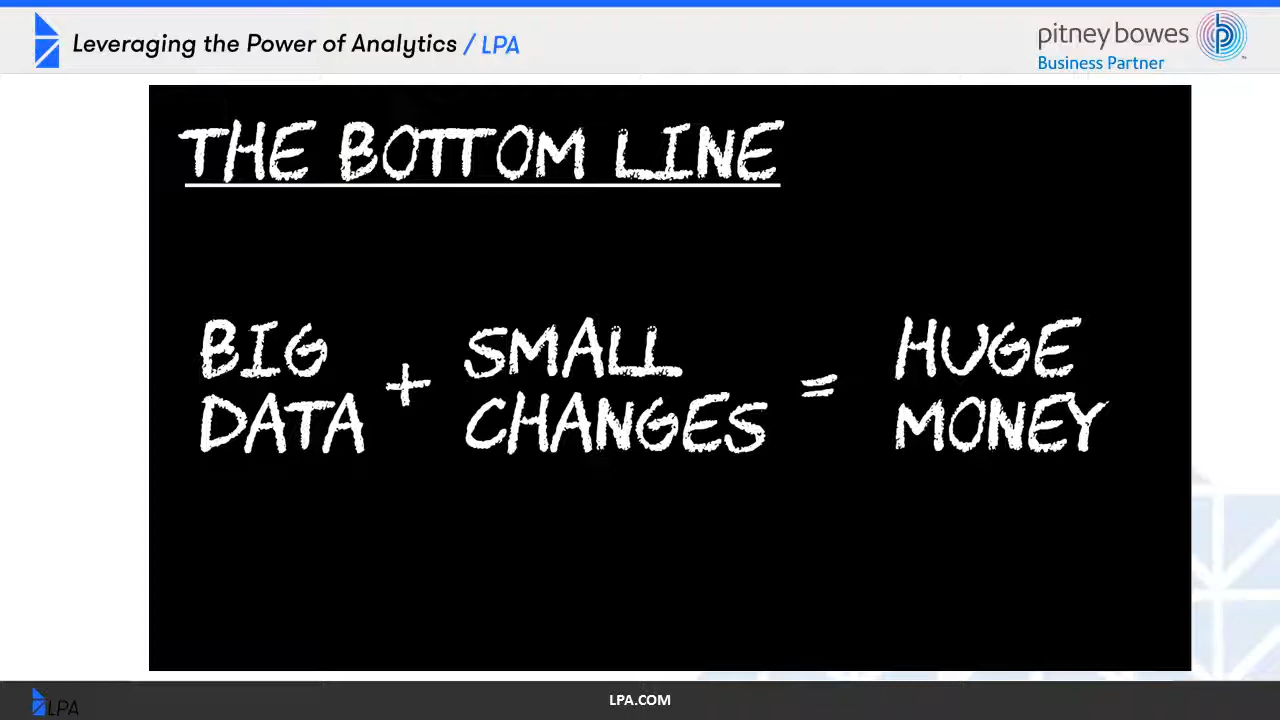 Leveraging the Power of Analytics / LPA
pitney bowes
Business Partner
THE BOTTOM LINE
BIG DATA + SMALL CHANGES = HUGE MONEY
LPA
LPA.COM